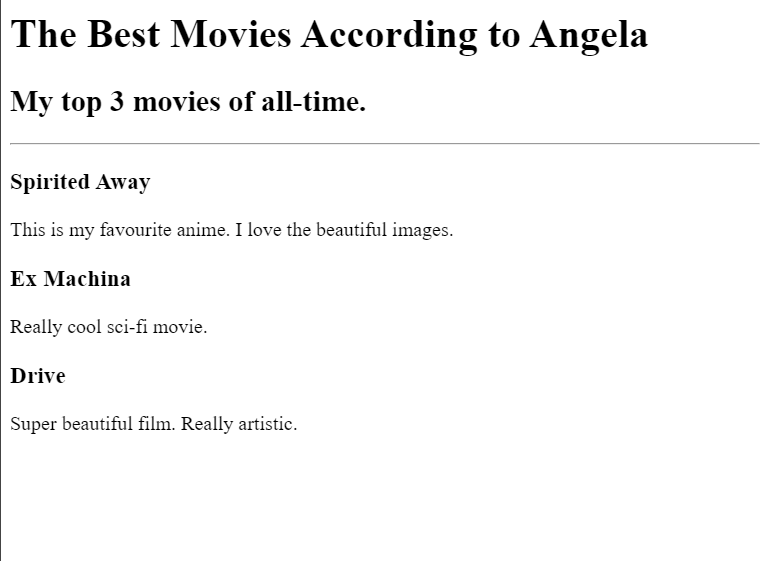 The Best Movies According to Angela
My top 3 movies of all-time.
Spirited Away
This is my favourite anime. I love the beautiful images.
Ex Machina
Really cool sci-fi movie.
Drive
Super beautiful film. Really artistic.